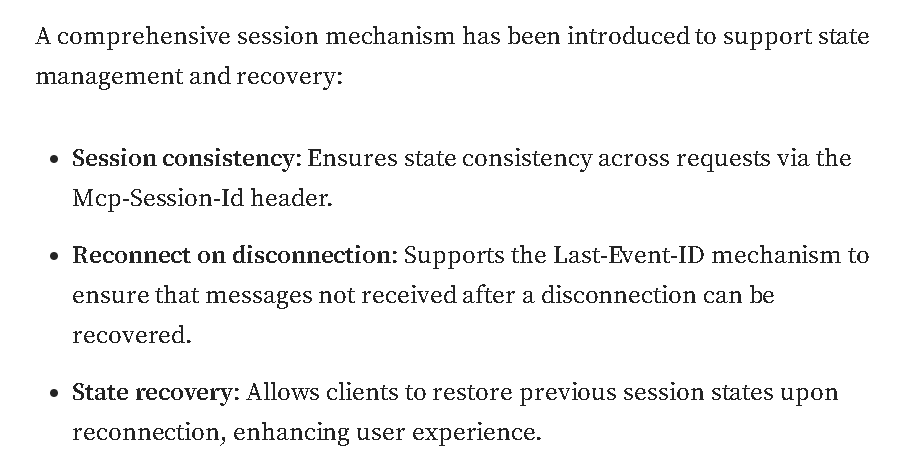 A comprehensive session mechanism has been introduced to support state
management and recovery:
• Session consistency: Ensures state consistency across requests via the
Mcp-Session-Id header.
• Reconnect on disconnection: Supports the Last-Event-ID mechanism to
ensure that messages not received after a disconnection can be
recovered.
• State recovery: Allows clients to restore previous session states upon
reconnection, enhancing user experience.